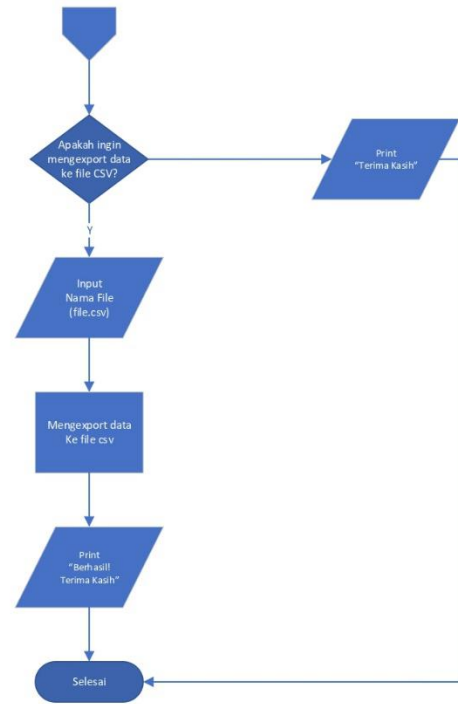 Apakah ingin
mengexport data
ke file CSV?
Print
"Terima Kasih"
Y
Input
Nama File
(file.csv)
Mengexport data
Ke file csv
Print
"Berhasil!
Terima Kasih"
Selesai